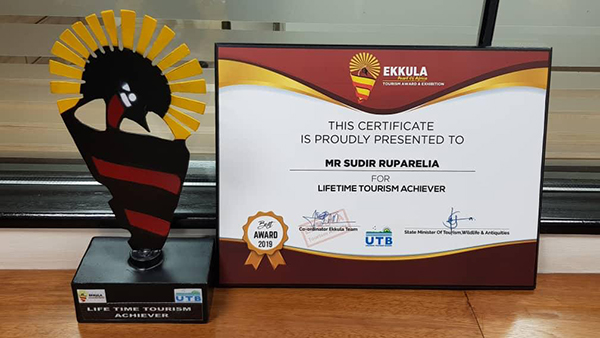 EKKULA
Pearl Of Africa
TOURISM AWARD & EXHIBITION
THIS CERTIFICATE
IS PROUDLY PRESENTED TO
MR SUDIR RUPARELIA
FOR
LIFETIME TOURISM ACHIEVER
Best
AWARD
2019
Co-ordinator Ekkula Team
UTB
State Minister Of Tourism, Wildlife & Antiquities
EKKULA
UTB
LIFE TIME TOURISM
ACHIEVER